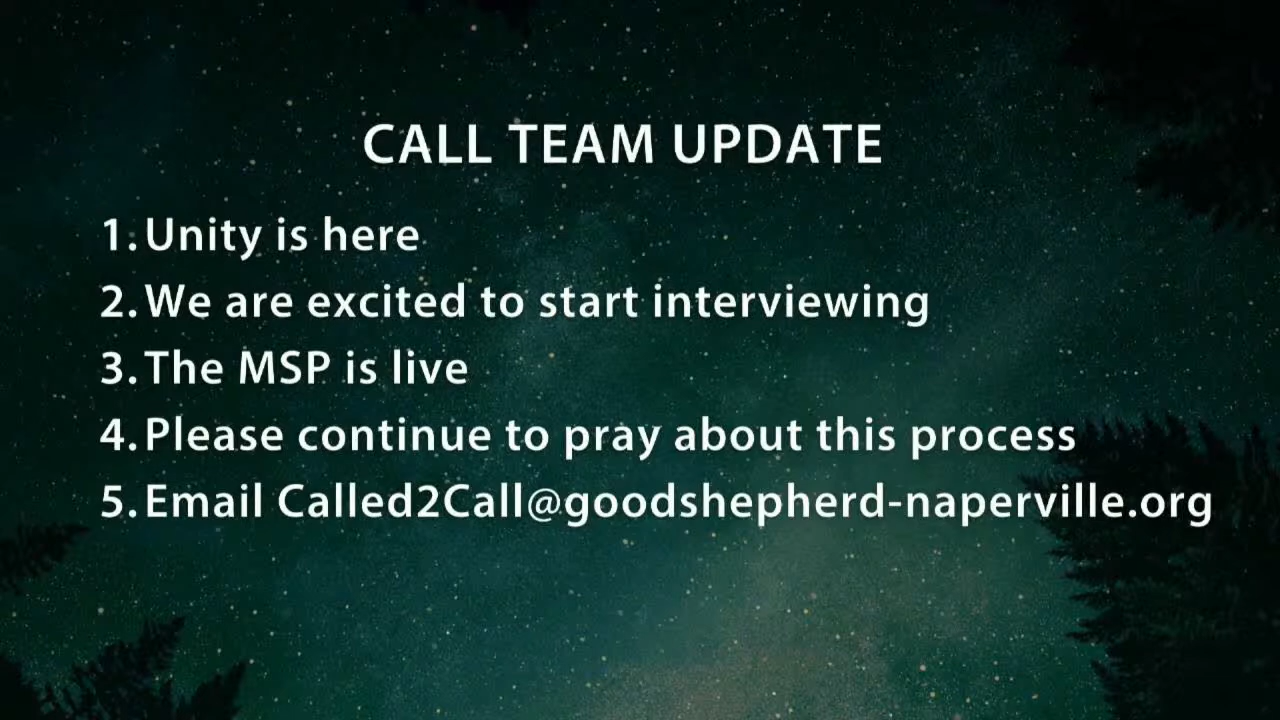 CALL TEAM UPDATE
1. Unity is here
2. We are excited to start interviewing
3. The MSP is live
4. Please continue to pray about this process
5. Email Called2Call@goodshepherd-naperville.org